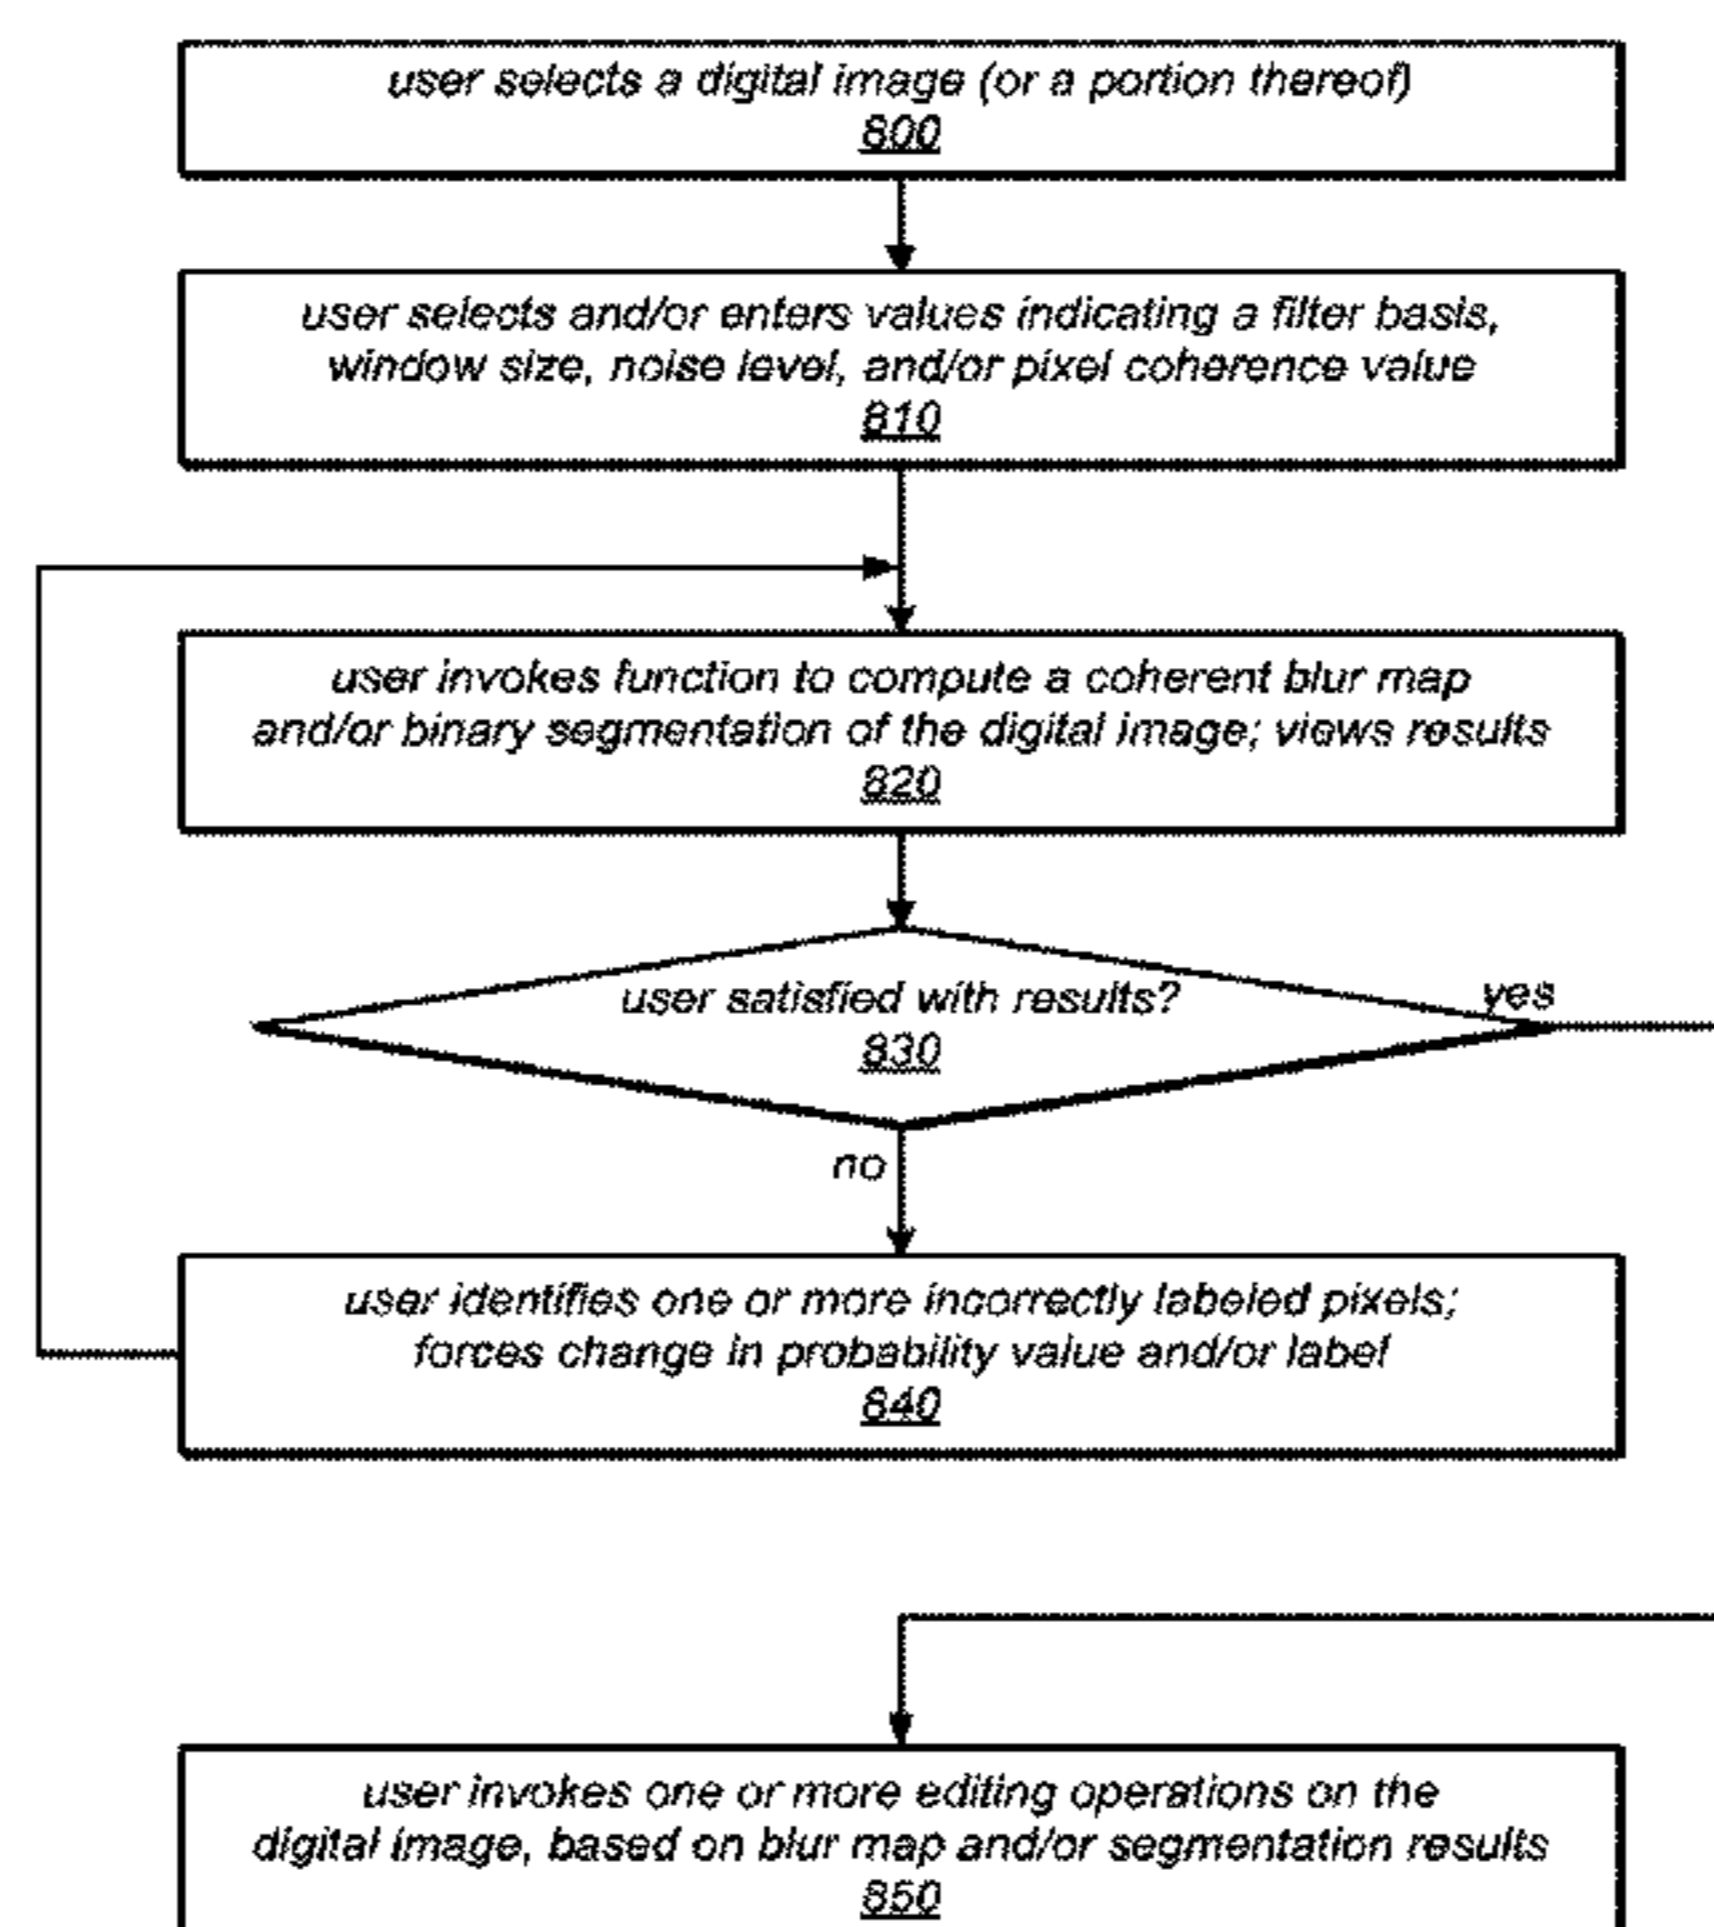 user selects a digital image (or a portion thereof)
800
user selects and/or enters values indicating a filter basis,
window size, noise level, and/or pixel coherence value
810
user invokes function to compute a coherent blur map
and/or binary segmentation of the digital image; views results
820
user satisfied with results?
yes
830
no
user identifies one or more incorrectly labeled pixels;
forces change in probability value and/or label
840
user invokes one or more editing operations on the
digital image, based on blur map and/or segmentation results
850